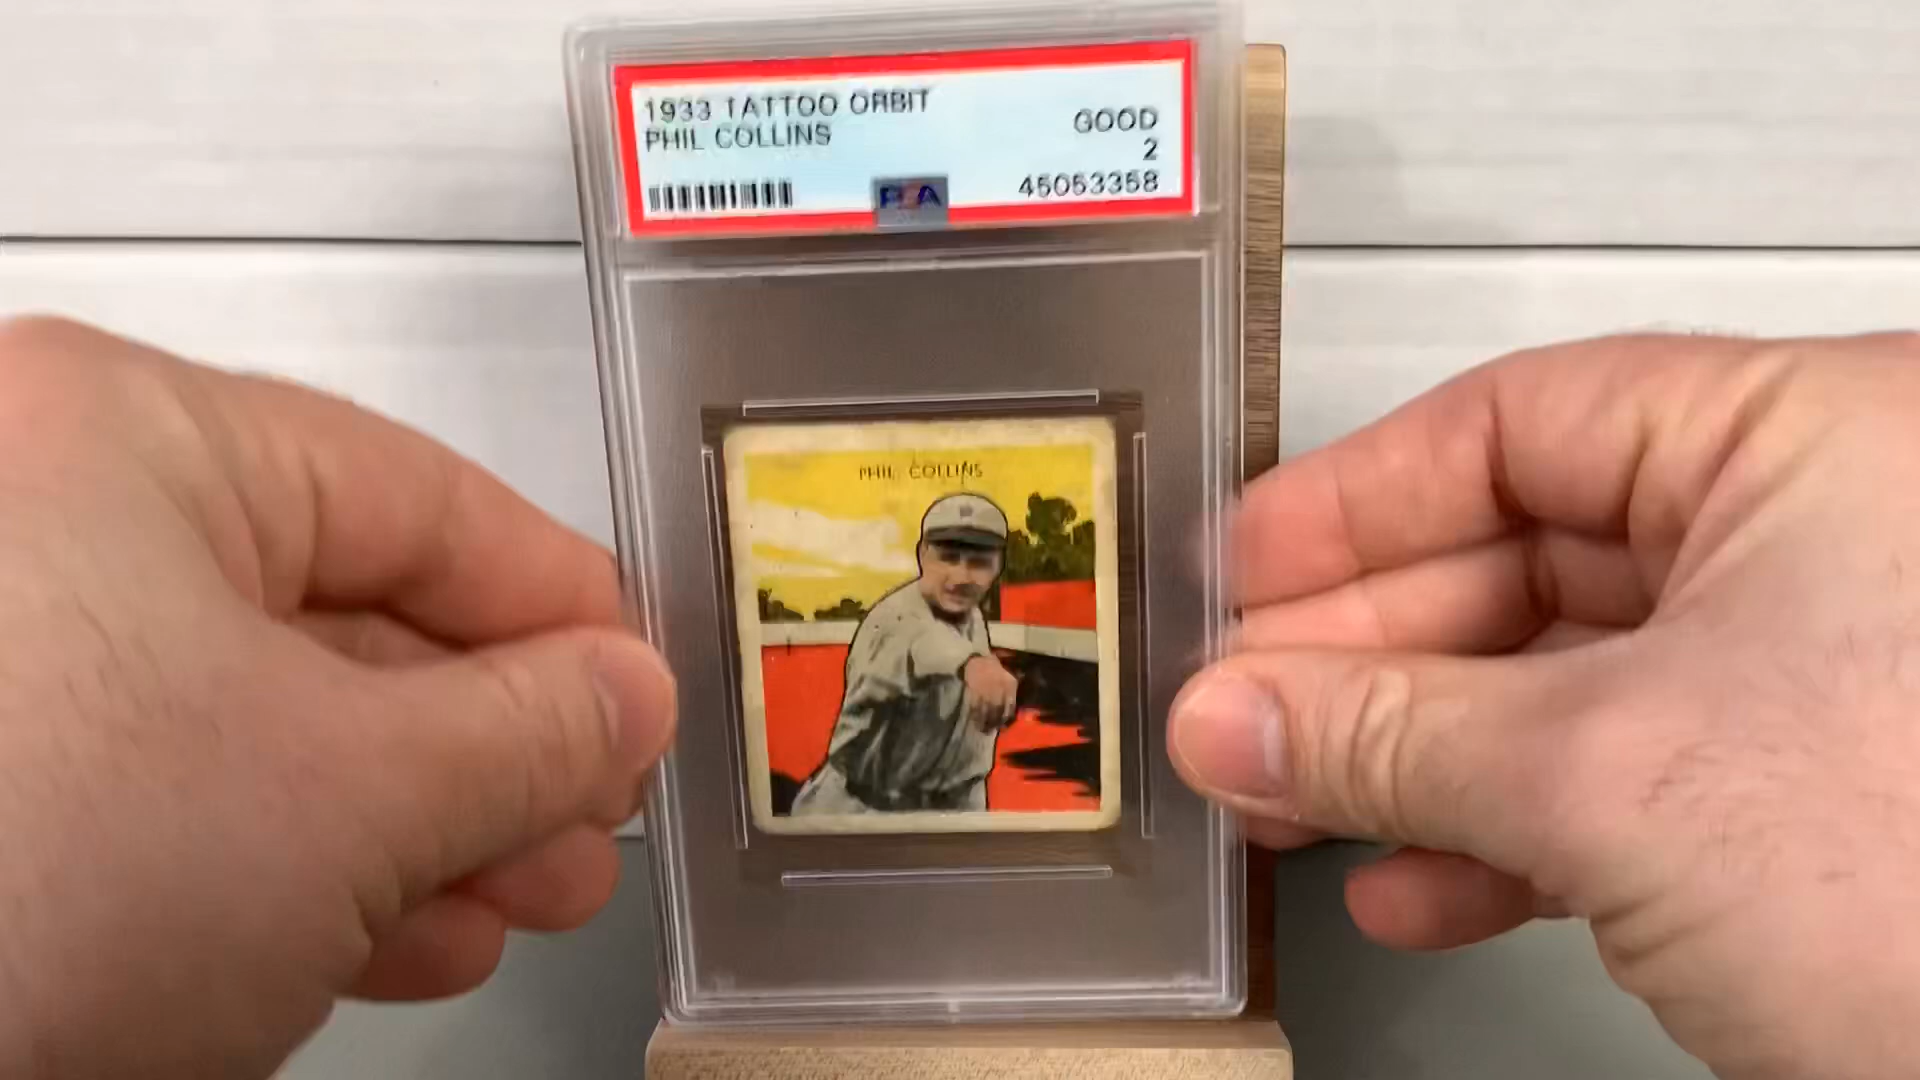 1933 TATTOO ORBIT
PHIL COLLINS
GOOD
2
PSA
45053358
PHIL COLLINS